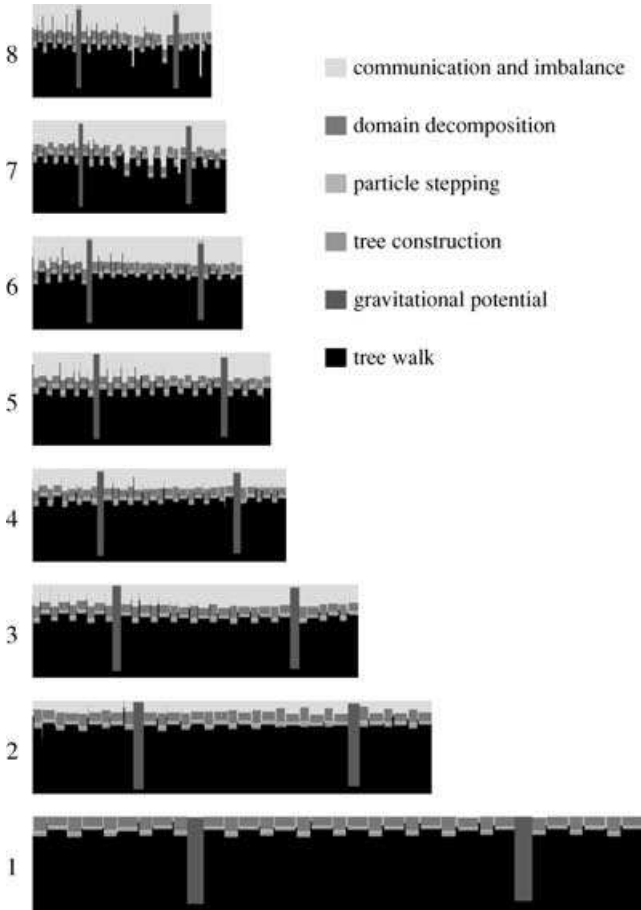 8
7
6
5
4
3
2
1
communication and imbalance
domain decomposition
particle stepping
tree construction
gravitational potential
tree walk